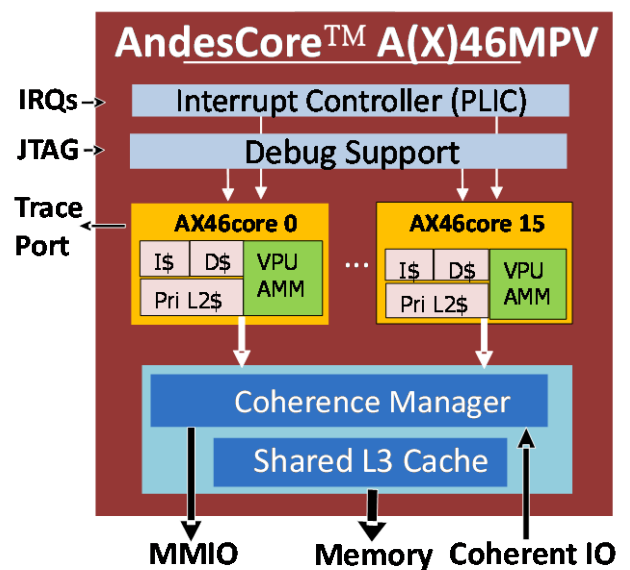 AndesCore™ A(X)46MPV
IRQs
Interrupt Controller (PLIC)
JTAG
Debug Support
Trace
Port
AX46core 0
I$ D$ VPU
AMM
Pri L2$
...
AX46core 15
I$ D$ VPU
AMM
Pri L2$
Coherence Manager
Shared L3 Cache
MMIO Memory Coherent IO